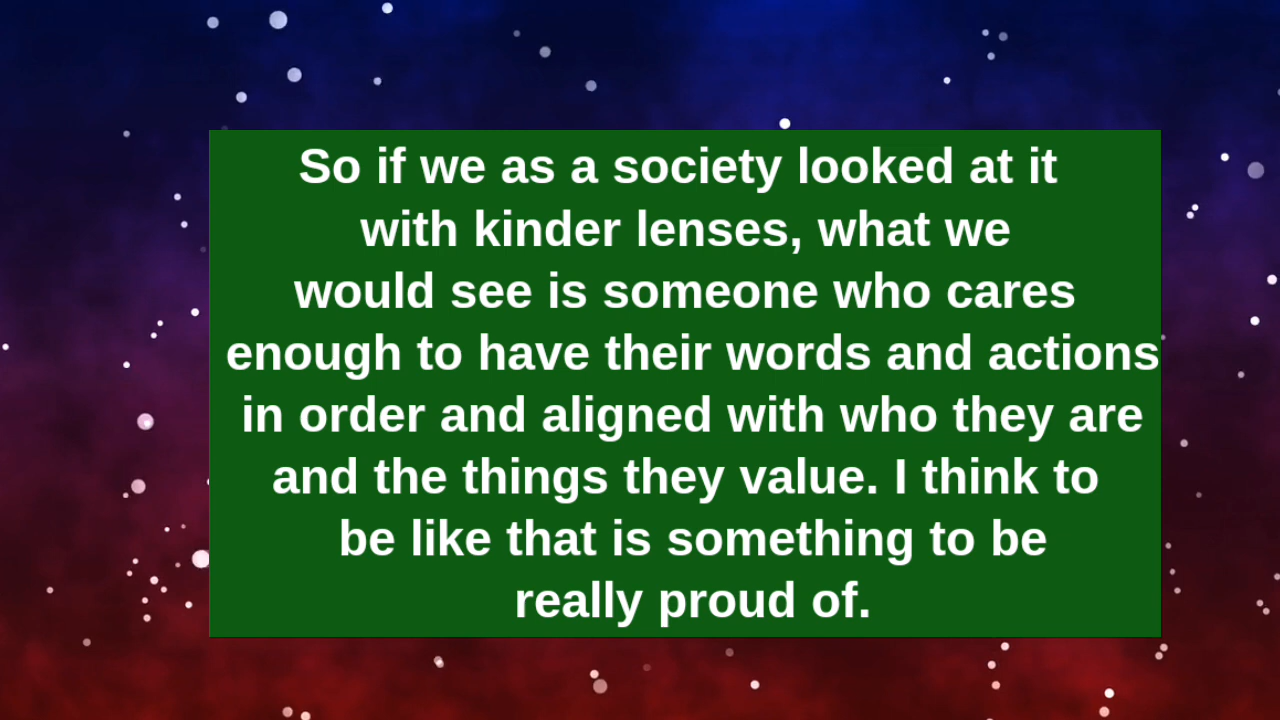 So if we as a society looked at it
with kinder lenses, what we
would see is someone who cares
enough to have their words and actions
in order and aligned with who they are
and the things they value. I think to
be like that is something to be
really proud of.